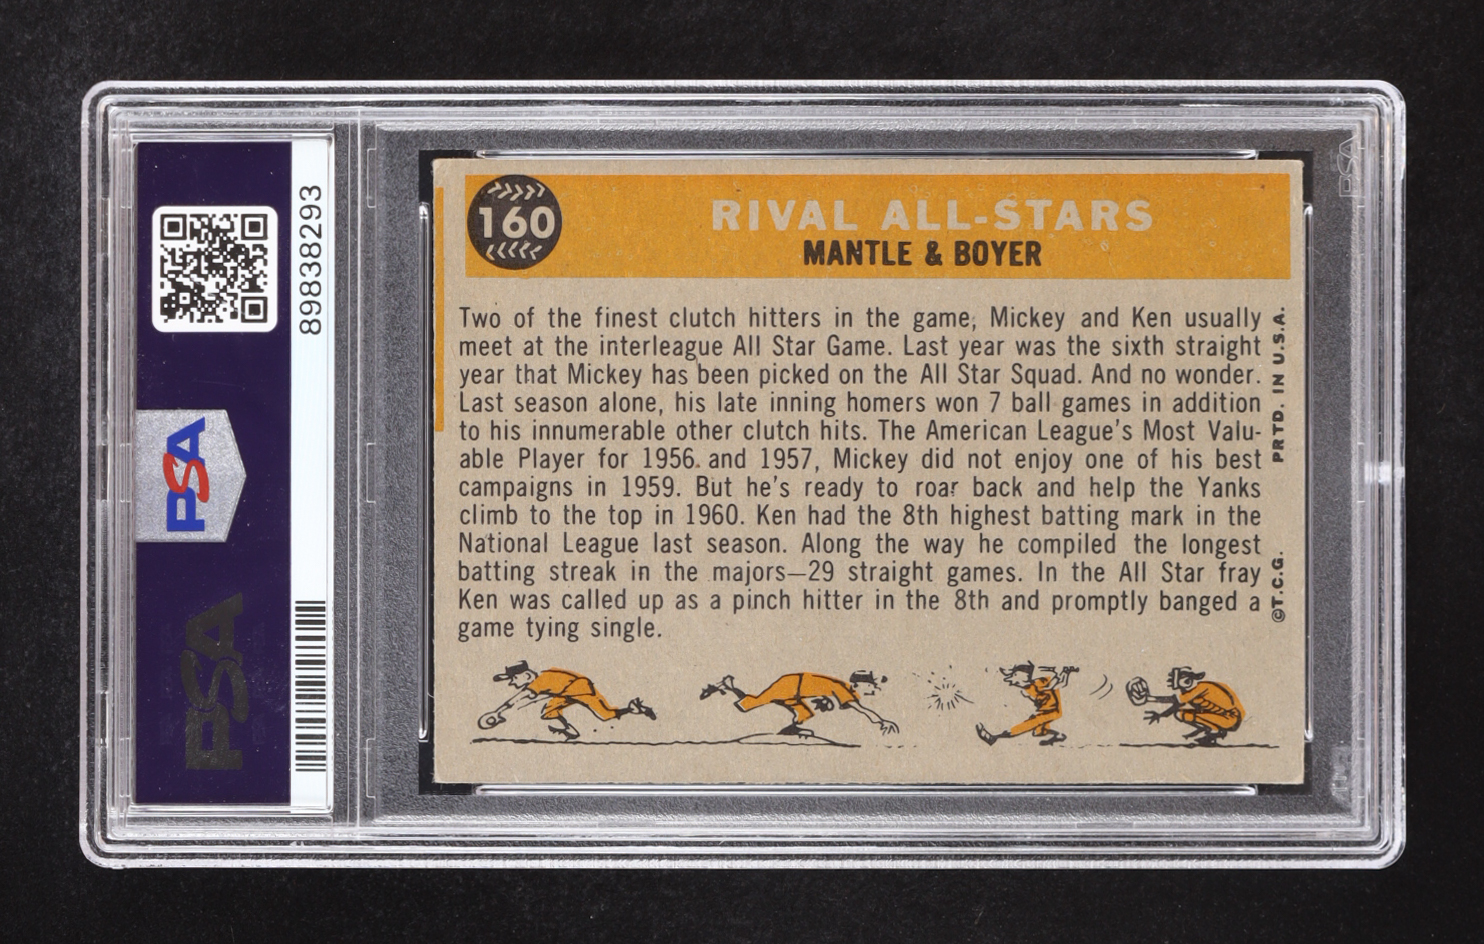 160
RIVAL ALL-STARS
MANTLE & BOYER
Two of the finest clutch hitters in the game, Mickey and Ken usually
meet at the interleague All Star Game. Last year was the sixth straight
year that Mickey has been picked on the All Star Squad. And no wonder.
Last season alone, his late inning homers won 7 ball games in addition
to his innumerable other clutch hits. The American League's Most Valu-
able Player for 1956 and 1957, Mickey did not enjoy one of his best
campaigns in 1959. But he's ready to roar back and help the Yanks
climb to the top in 1960. Ken had the 8th highest batting mark in the
National League last season. Along the way he compiled the longest
batting streak in the majors—29 straight games. In the All Star fray
Ken was called up as a pinch hitter in the 8th and promptly banged a
game tying single.
©T.C.G. PRTD. IN U.S.A.
89838293
PSA
PSA
PSA